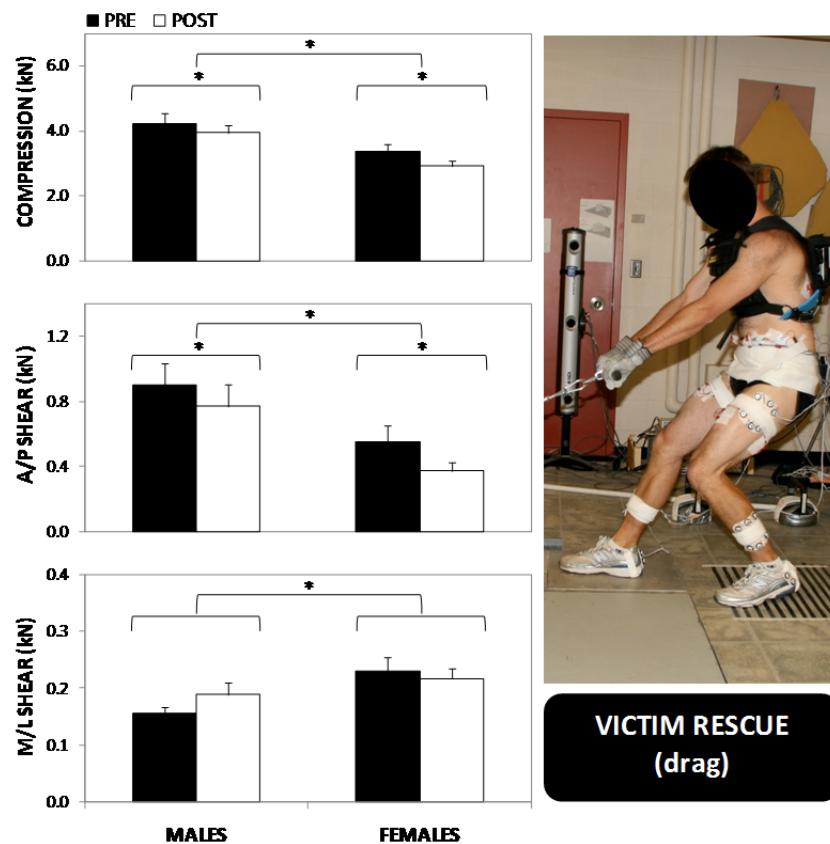 PRE POST
COMPRESSION (kN)
6.0
4.0
2.0
0.0
*
*
*
A/P SHEAR (kN)
1.2
0.8
0.4
0.0
*
*
*
M/L SHEAR (kN)
0.4
0.3
0.2
0.1
0.0
*
MALES FEMALES
VICTIM RESCUE
(drag)